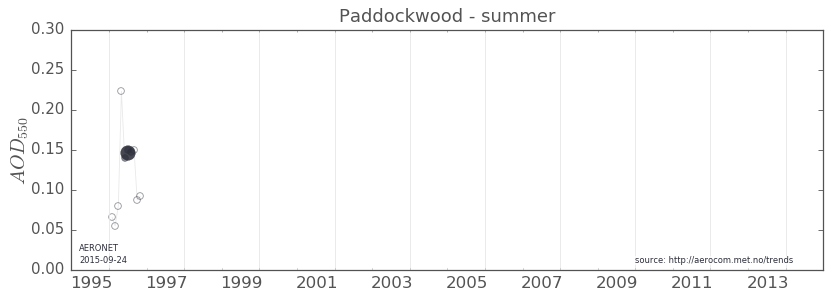 Paddockwood - summer
0.30
0.25
0.20
0.15
0.10
0.05
0.00
AOD550
AERONET
2015-09-24
source: http://aerocom.met.no/trends
1995 1997 1999 2001 2003 2005 2007 2009 2011 2013